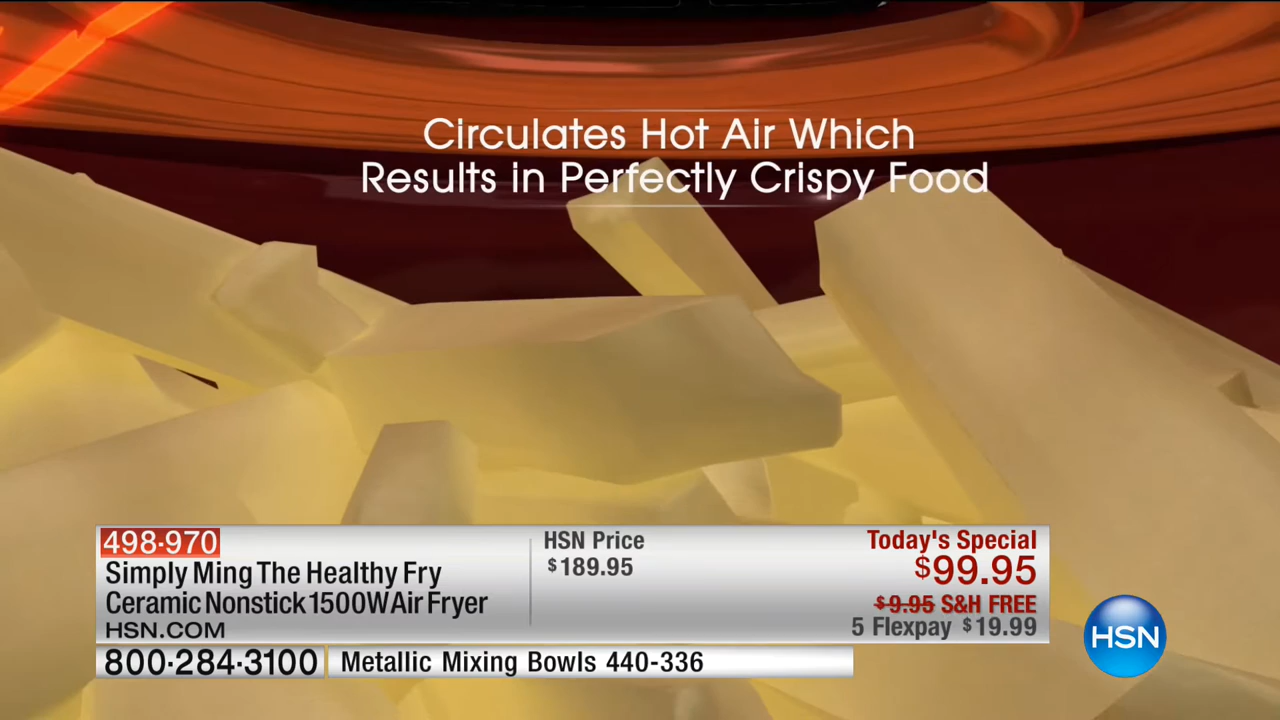 Circulates Hot Air Which
Results in Perfectly Crispy Food
498-970
Simply Ming The Healthy Fry
Ceramic Nonstick 1500W Air Fryer
HSN.COM
HSN Price
$189.95
Today's Special
$99.95
$9.95 S&H FREE
5 Flexpay $19.99
HSN
800·284·3100
Metallic Mixing Bowls 440-336